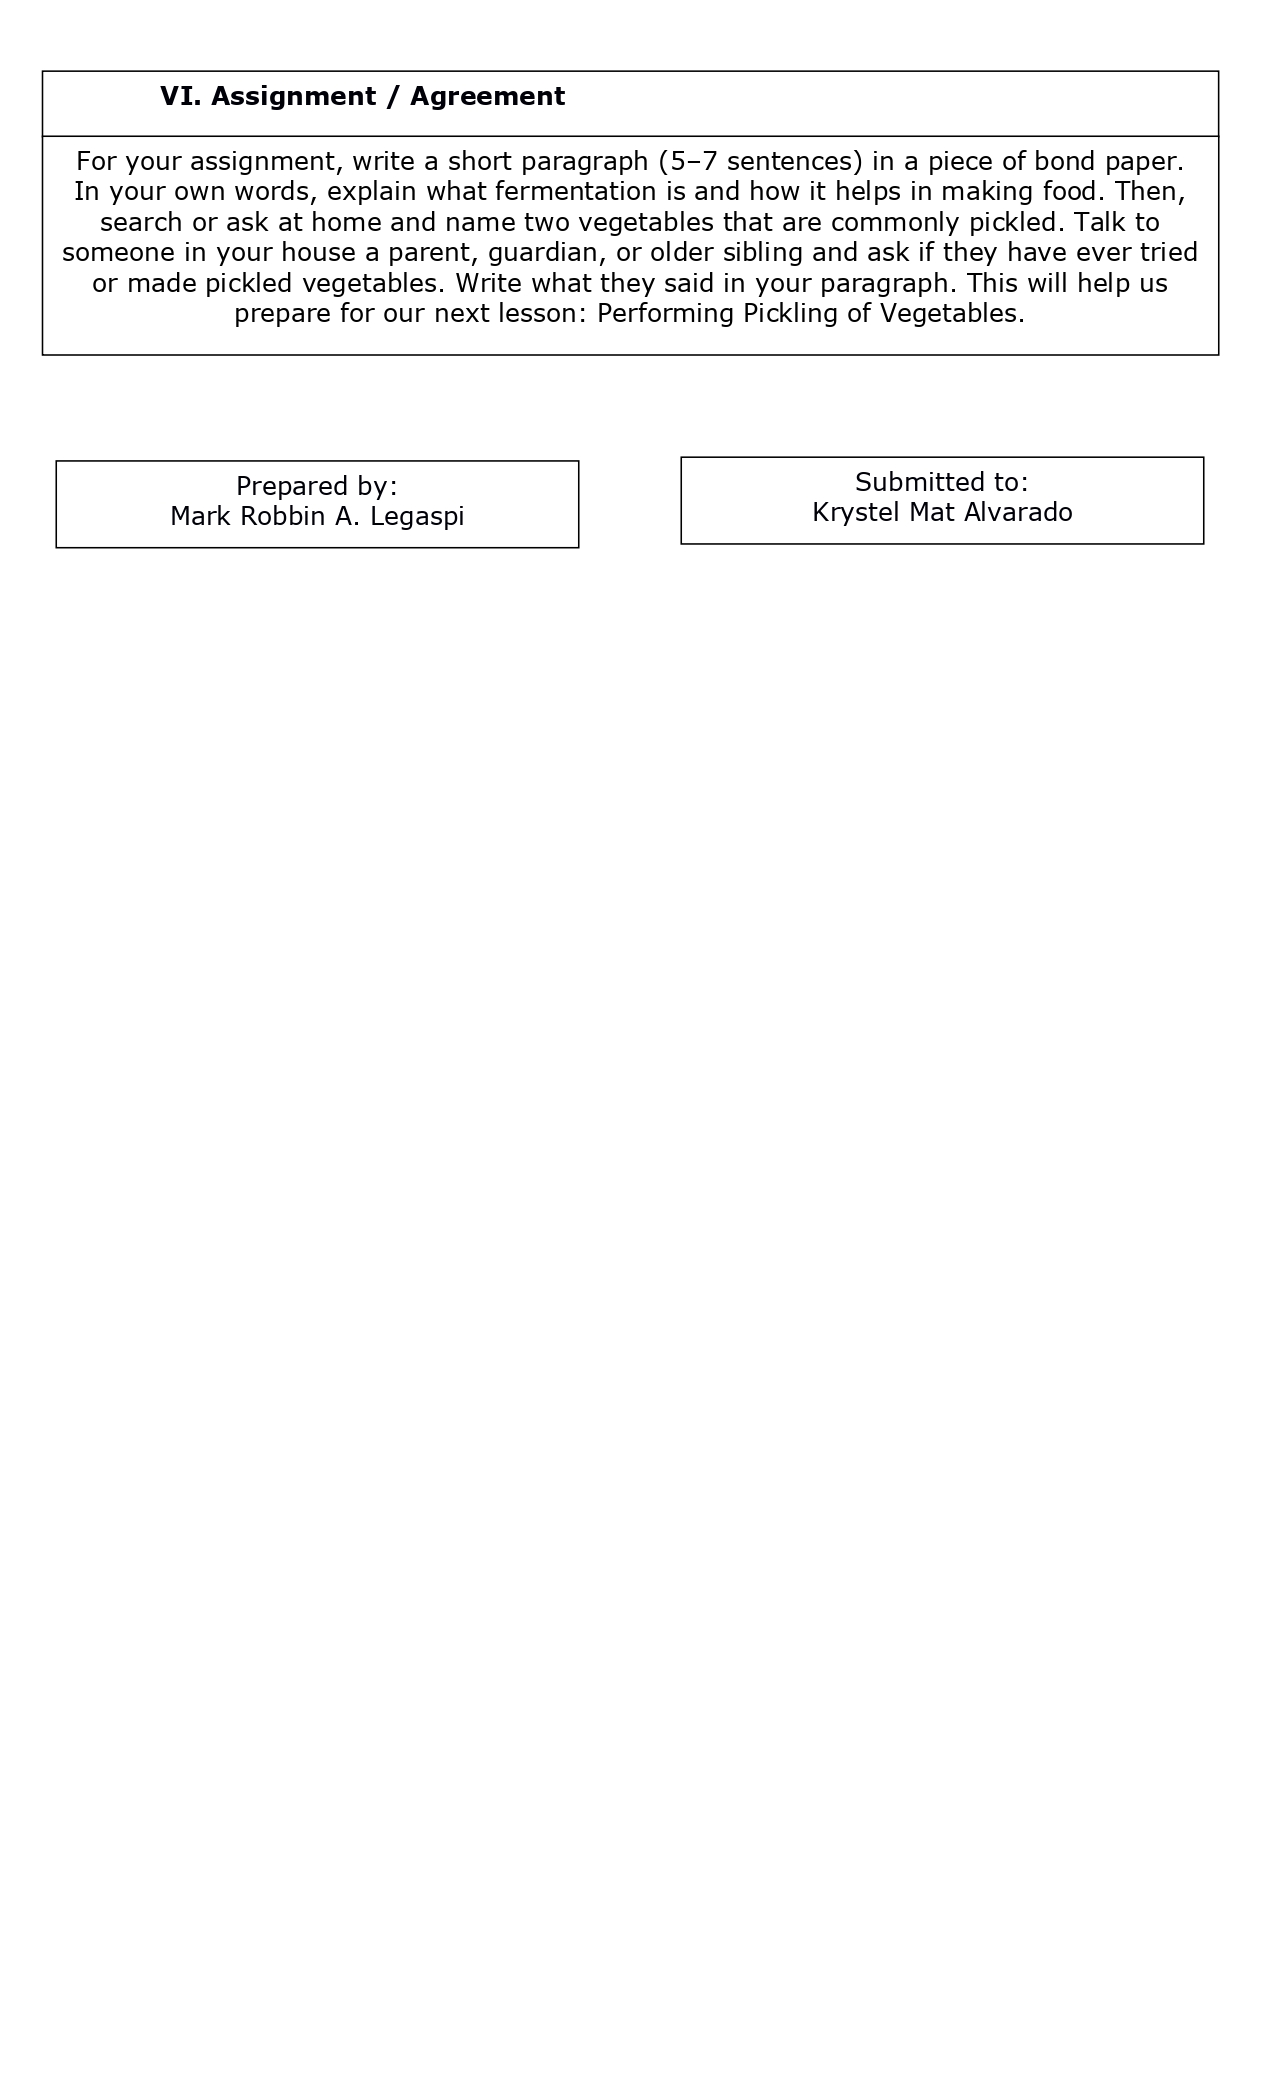 VI. Assignment / Agreement
For your assignment, write a short paragraph (5–7 sentences) in a piece of bond paper.
In your own words, explain what fermentation is and how it helps in making food. Then,
search or ask at home and name two vegetables that are commonly pickled. Talk to
someone in your house a parent, guardian, or older sibling and ask if they have ever tried
or made pickled vegetables. Write what they said in your paragraph. This will help us
prepare for our next lesson: Performing Pickling of Vegetables.
Prepared by:
Mark Robbin A. Legaspi
Submitted to:
Krystel Mat Alvarado